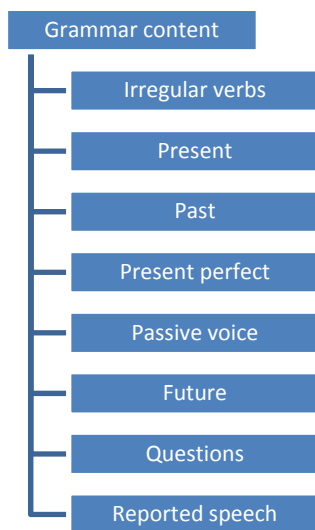 Grammar content
Irregular verbs
Present
Past
Present perfect
Passive voice
Future
Questions
Reported speech